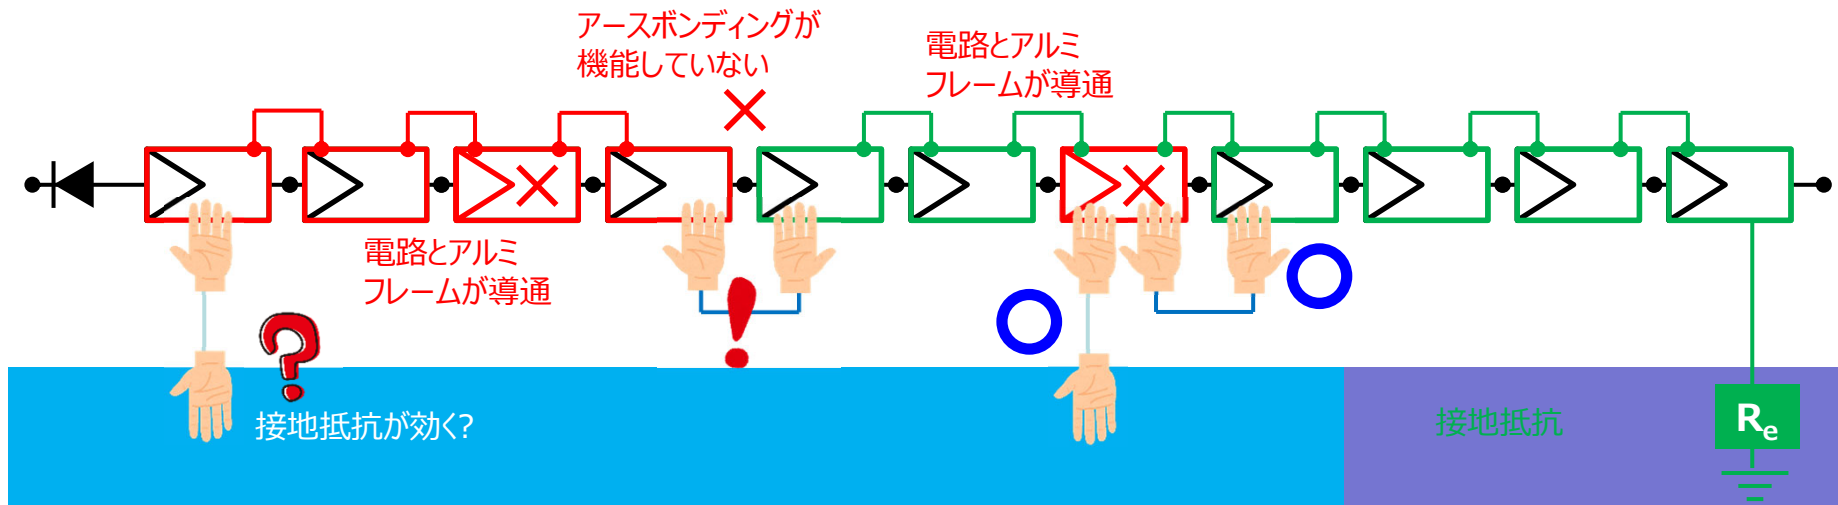 アースボンディングが
機能していない
電路とアルミ
フレームが導通
電路とアルミ
フレームが導通
接地抵抗が効く?
接地抵抗
Re